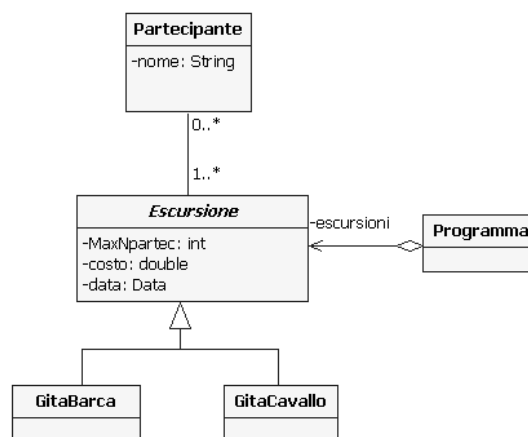 Partecipante
-nome: String
0..*
1..*
Escursione
-MaxNpartec: int
-costo: double
-data: Data
-escursioni
Programma
GitaBarca
GitaCavallo